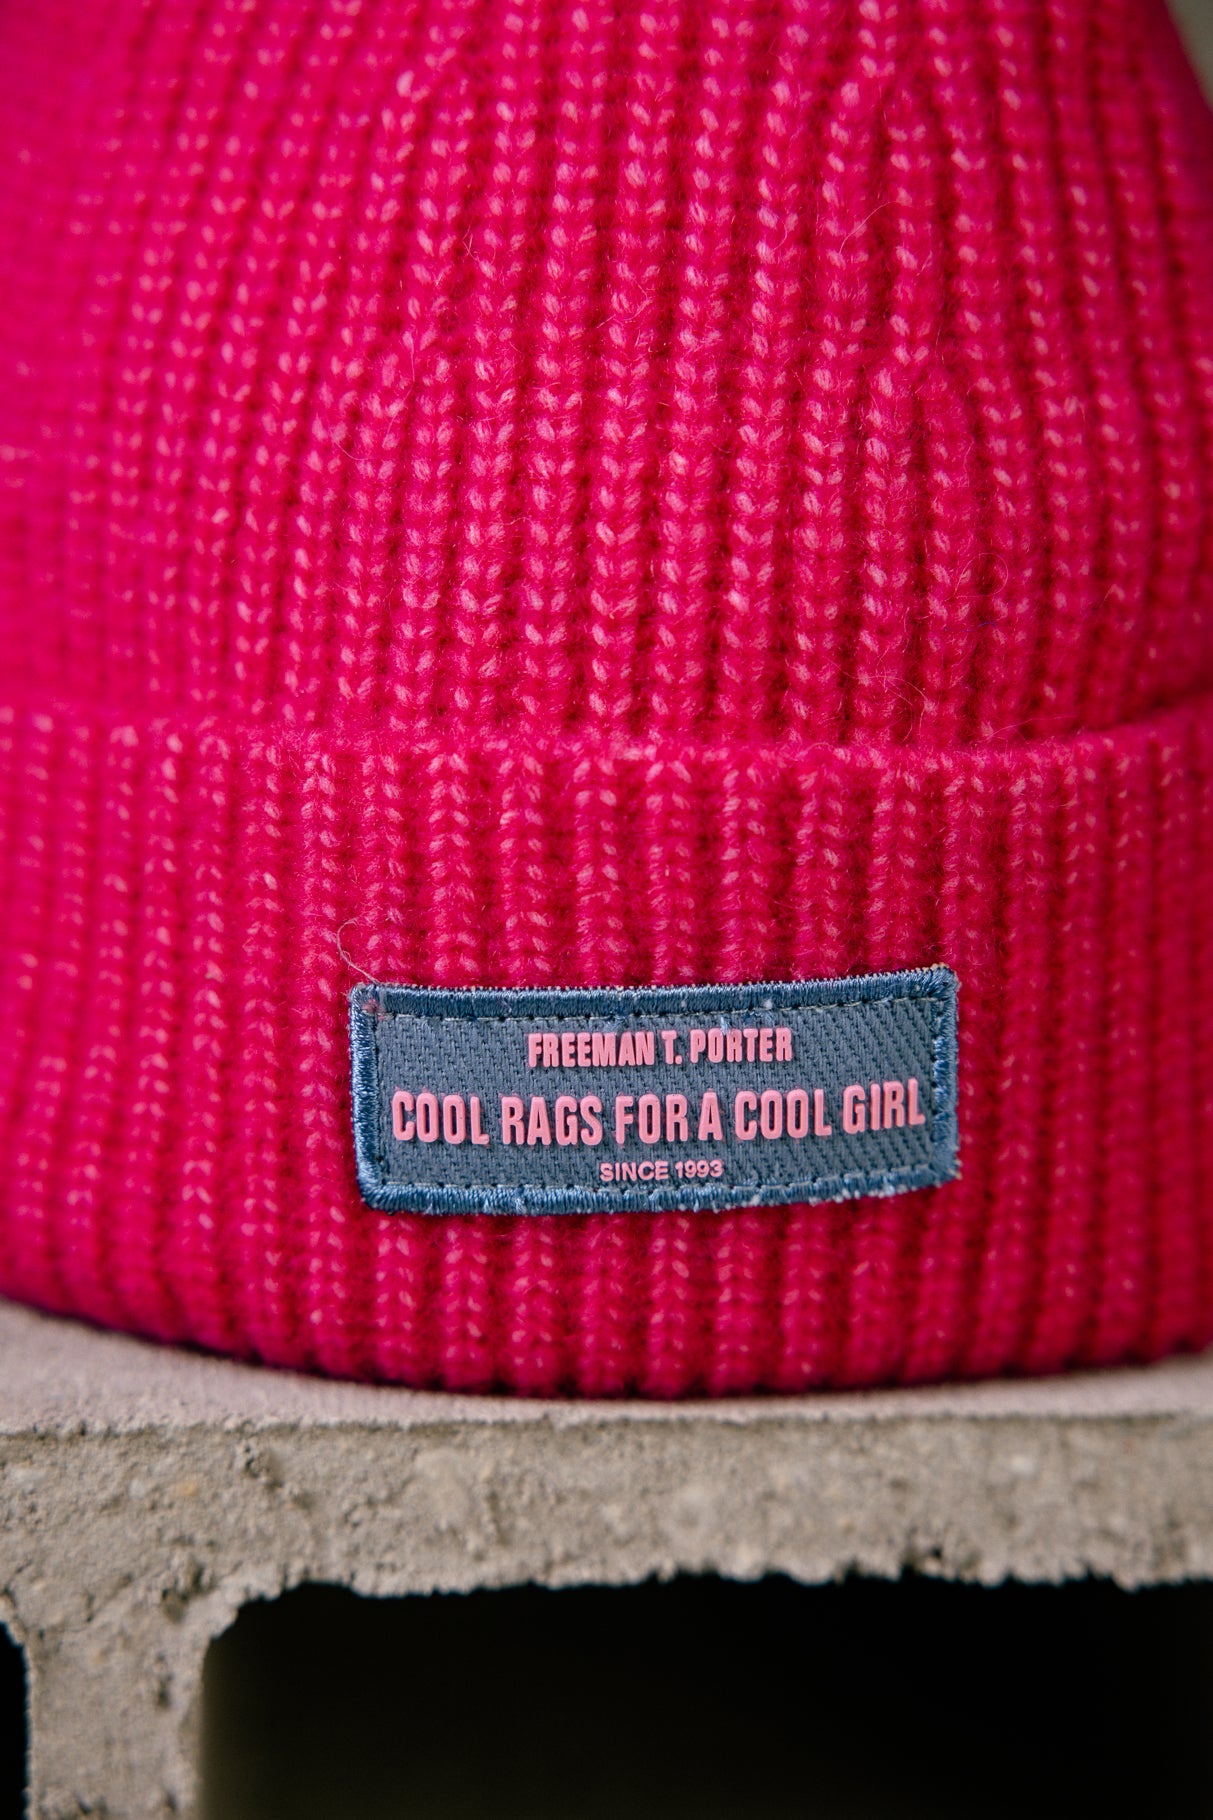 FREEMAN T. PORTER
COOL RAGS FOR A COOL GIRL
SINCE 1993